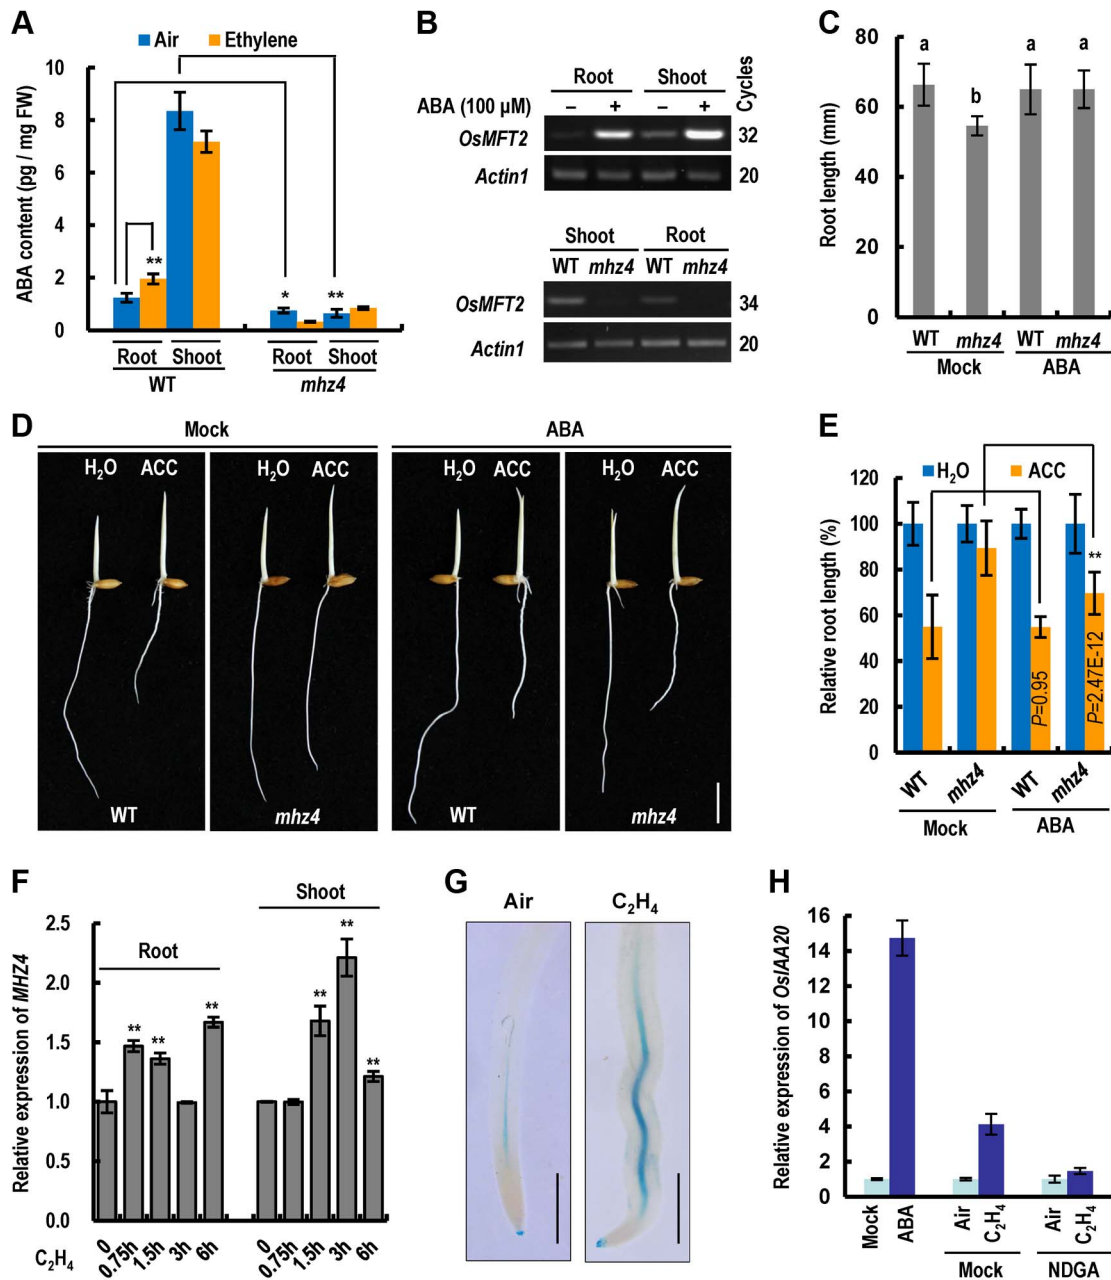 A
Air Ethylene
ABA content (pg / mg FW)
10
8
6
4
2
0
**
*
**
Root Shoot Root Shoot
WT mhz4
B
Root Shoot Cycles
ABA (100 µM) – + – +
OsMFT2 32
Actin1 20
Shoot Root
WT mhz4 WT mhz4
OsMFT2 34
Actin1 20
C
Root length (mm)
80
60
40
20
0
a b a a
WT mhz4 WT mhz4
Mock ABA
D
Mock ABA
H2O ACC H2O ACC H2O ACC H2O ACC
WT mhz4 WT mhz4
E
H2O ACC
Relative root length (%)
120
100
80
60
40
20
0
**
P=0.95
P=2.47E-12
WT mhz4 WT mhz4
Mock ABA
F
Relative expression of MHZ4
2.5
2.0
1.5
1.0
0.5
0.0
Root Shoot
** ** ** ** ** **
C2H4 0 0.75h 1.5h 3h 6h 0 0.75h 1.5h 3h 6h
G
Air C2H4
H
Relative expression of OsIAA20
16
14
12
10
8
6
4
2
0
Mock ABA Air C2H4 Air C2H4
Mock NDGA